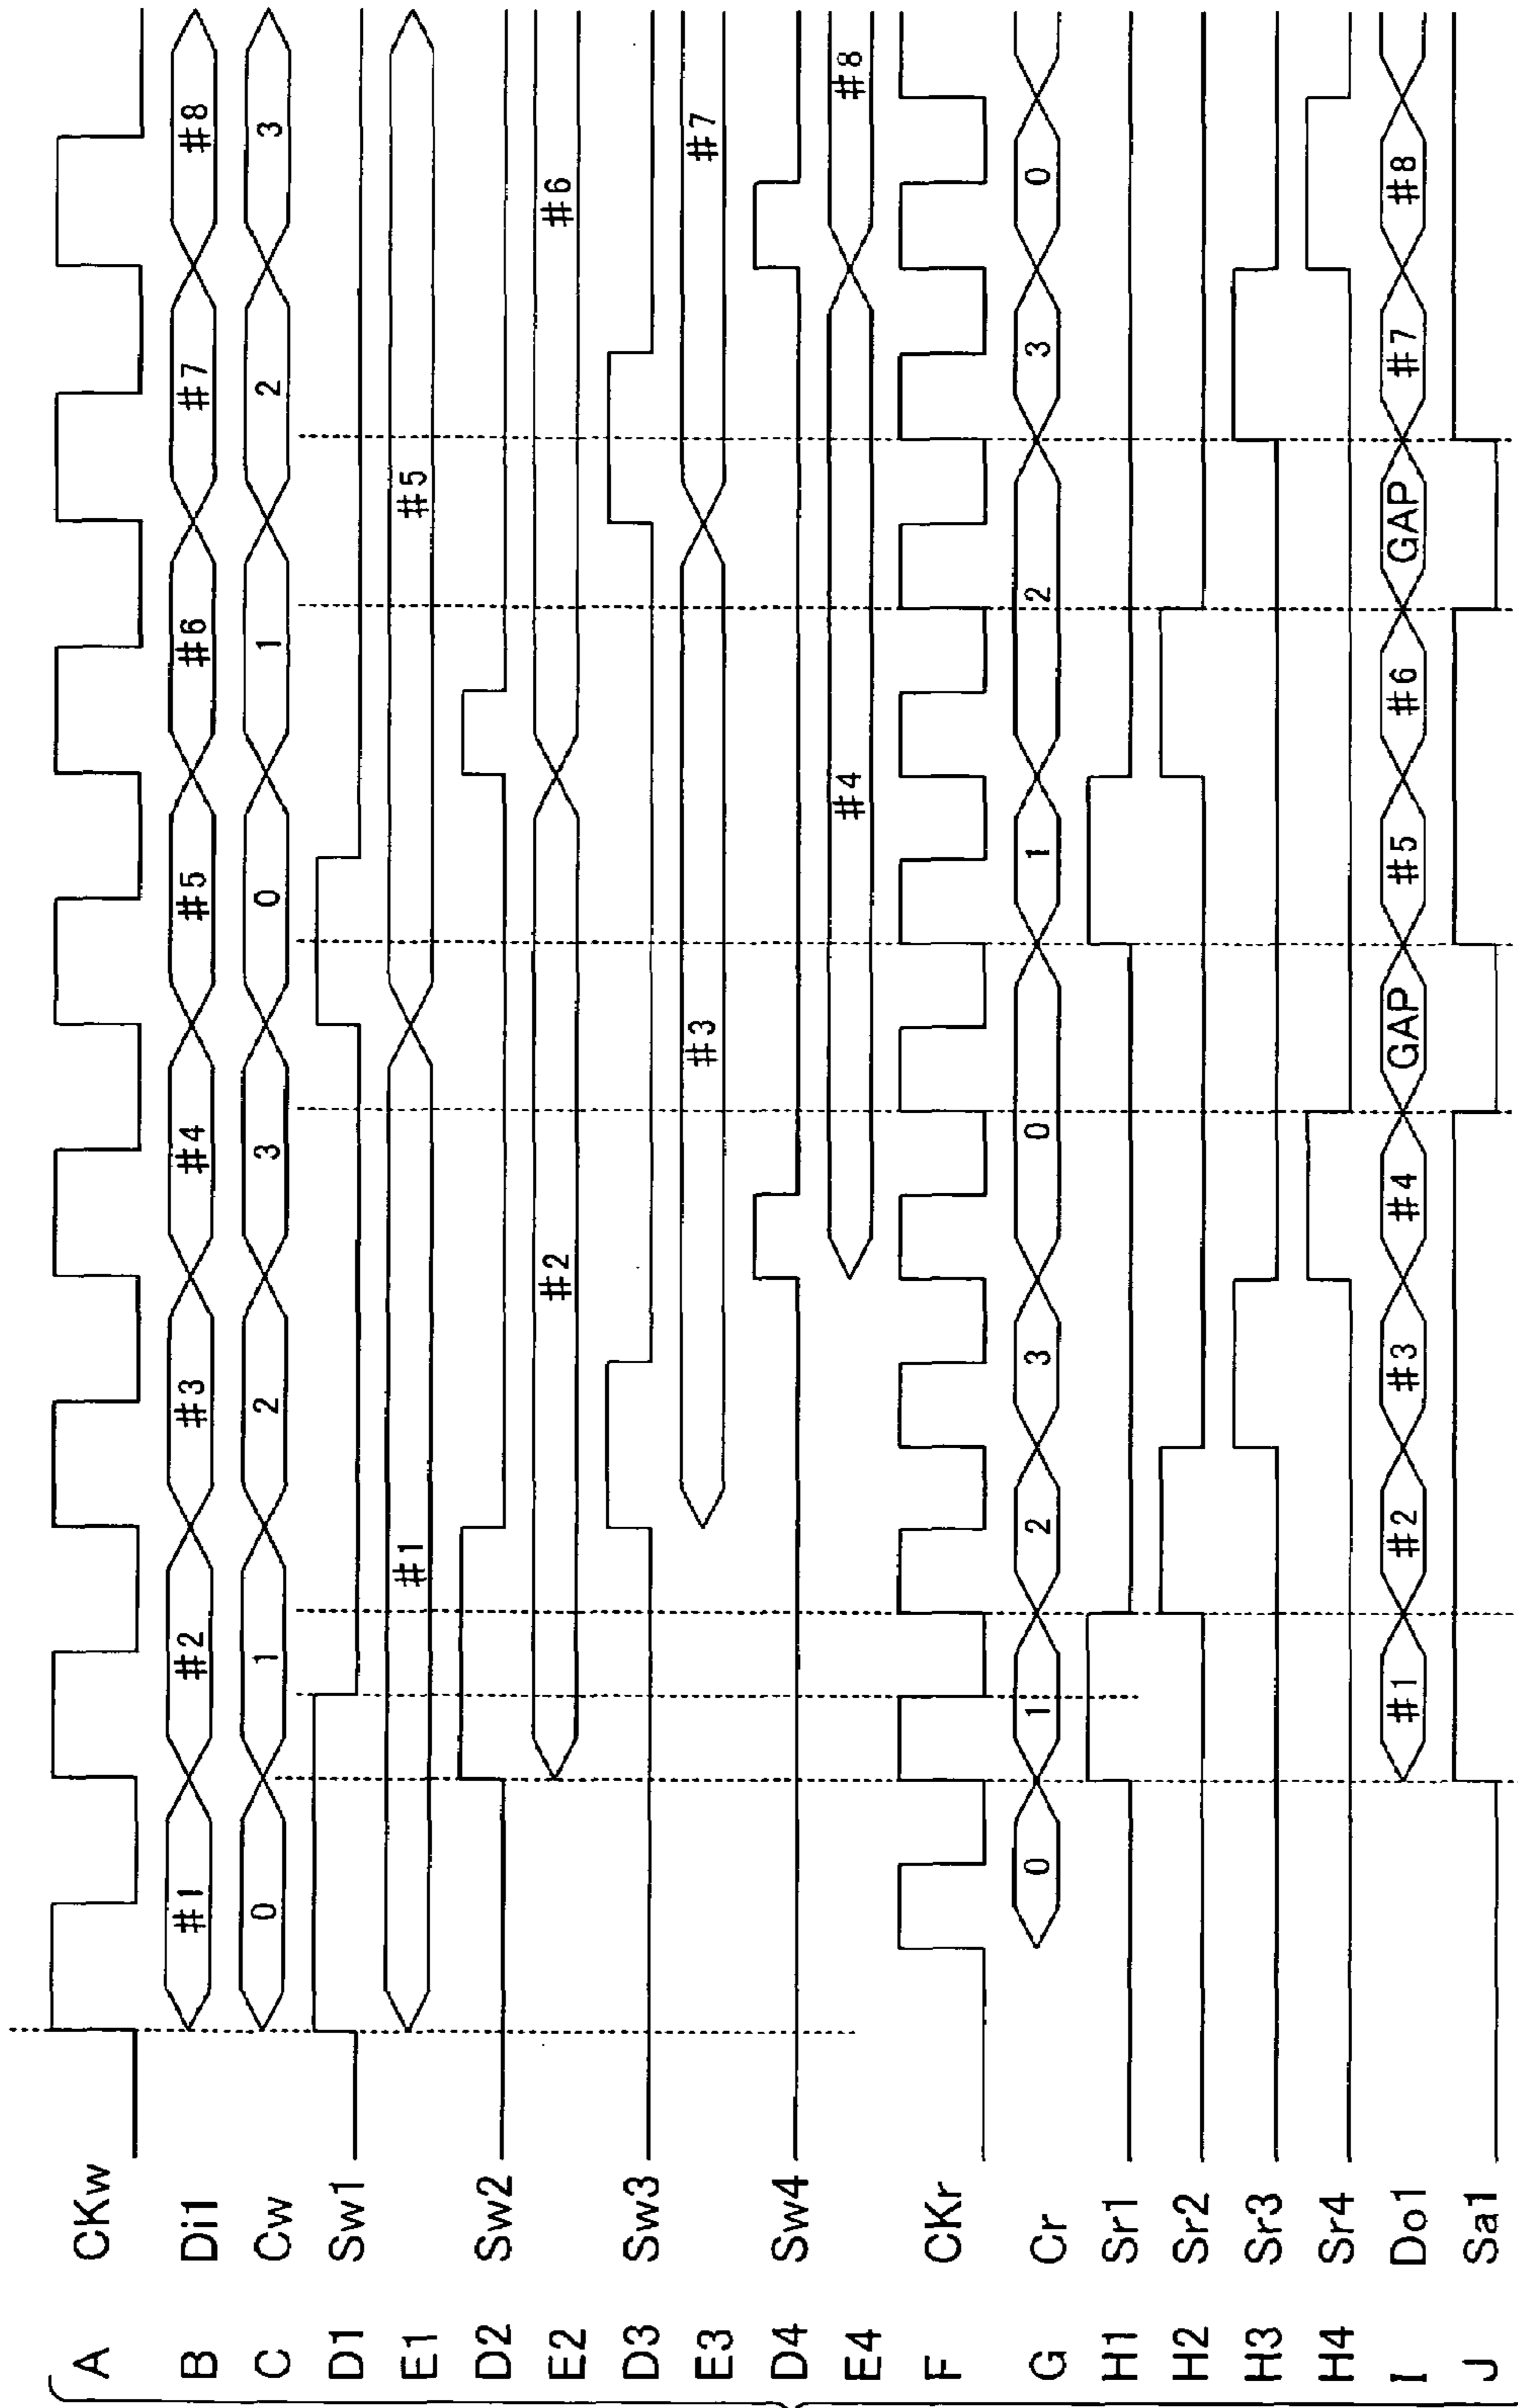 A CKw
B Di1 #1 #2 #3 #4 #5 #6 #7 #8
C Cw 0 1 2 3 0 1 2 3
D1 Sw1
E1 #1 #5
D2 Sw2
E2 #2 #6
D3 Sw3
E3 #3 #7
D4 Sw4
E4 #4 #8
F CKr
G Cr 0 1 2 3 0 1 2 3 0
H1 Sr1
H2 Sr2
H3 Sr3
H4 Sr4
I Do1 #1 #2 #3 #4 GAP #5 #6 GAP #7 #8
J Sa1